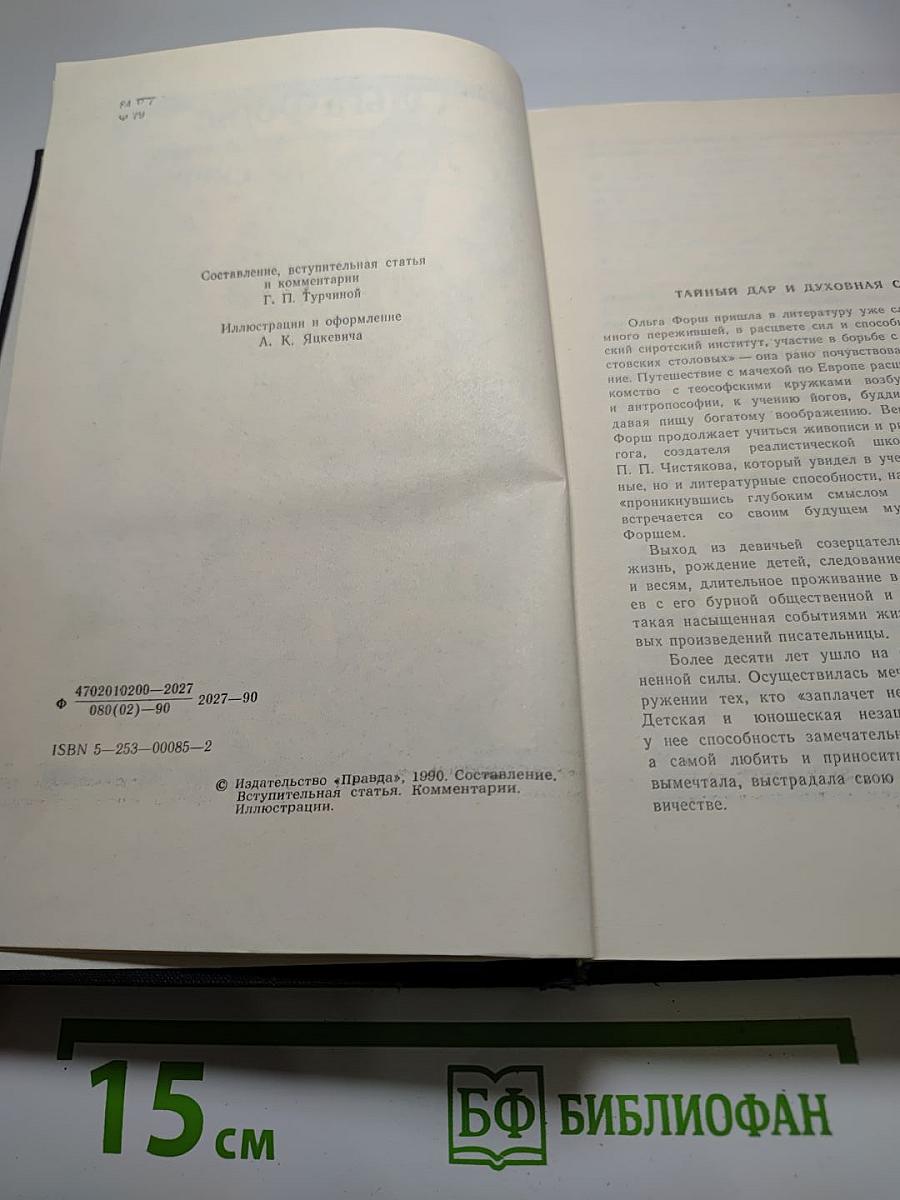 Составление, вступительная статья
и комментарии
Г. П. Турчиной
Иллюстрации и оформление
А. К. Яцкевича
Ф 4702010200—2027
080(02)—90
2027—90
ISBN 5—253—00085—2
© Издательство «Правда», 1990. Составление.
Вступительная статья. Комментарии.
Иллюстрации.
ТАЙНЫЙ ДАР И ДУХОВНАЯ С
Ольга Форш пришла в литературу уже
много пережившей, в расцвете сил и
ский сиротский институт, участие в борьбе с
стовских столовых» — она рано
ние. Путешествие с мачехой по Европе
комство с теософскими кружками
и антропософии, к учению йогов,
давая пищу богатому воображению.
Форш продолжает учиться живописи и
гога, создателя реалистической
П. П. Чистякова, который увидел в
ные, но и литературные способности,
«проникнувшись глубоким смыслом
встречается со своим будущем
Форшем.
Выход из девичьей
жизнь, рождение детей, следование
и весям, длительное проживание в
ев с его бурной общественной и
такая насыщенная событиями
вых произведений писательницы.
Более десяти лет ушло на
ненной силы. Осуществилась
ружении тех, кто «заплачет
Детская и юношеская
у нее способность
а самой любить и
вымечтала, выстрадала свою
вичестве.
15 см
БФ БИБЛИОФАН